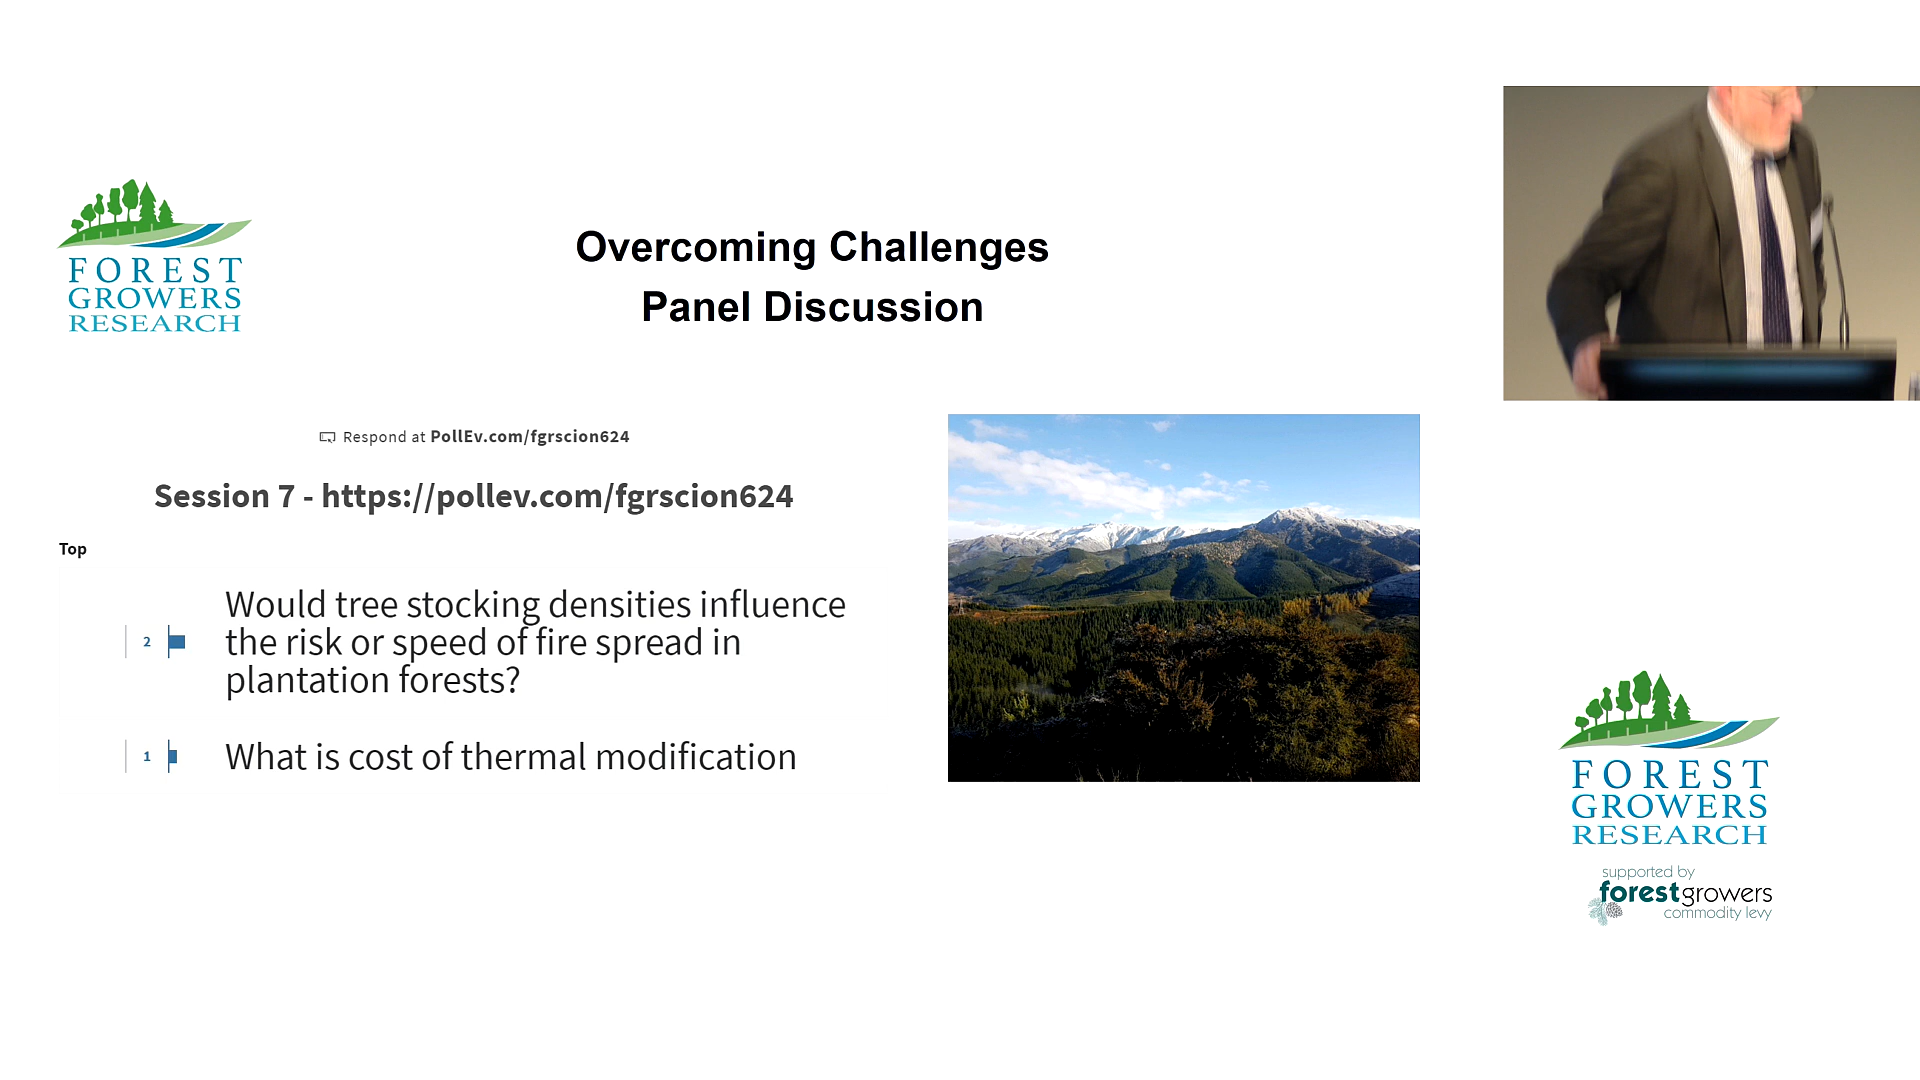 FOREST
GROWERS
RESEARCH
Overcoming Challenges
Panel Discussion
Respond at PollEv.com/fgrscion624
Session 7 - https://pollev.com/fgrscion624
Top
2
Would tree stocking densities influence
the risk or speed of fire spread in
plantation forests?
1
What is cost of thermal modification
FOREST
GROWERS
RESEARCH
supported by
forestgrowers
commodity levy